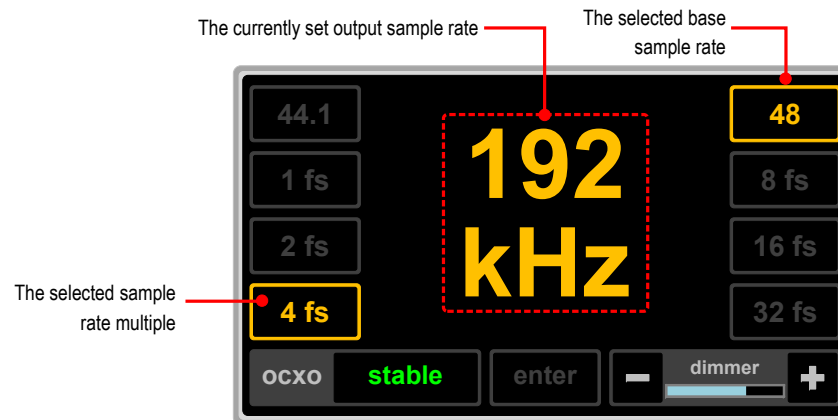 The currently set output sample rate
The selected base
sample rate
44.1
48
192
kHz
1 fs
8 fs
2 fs
16 fs
The selected sample
rate multiple
4 fs
32 fs
ocxo
stable
enter
−
dimmer
+